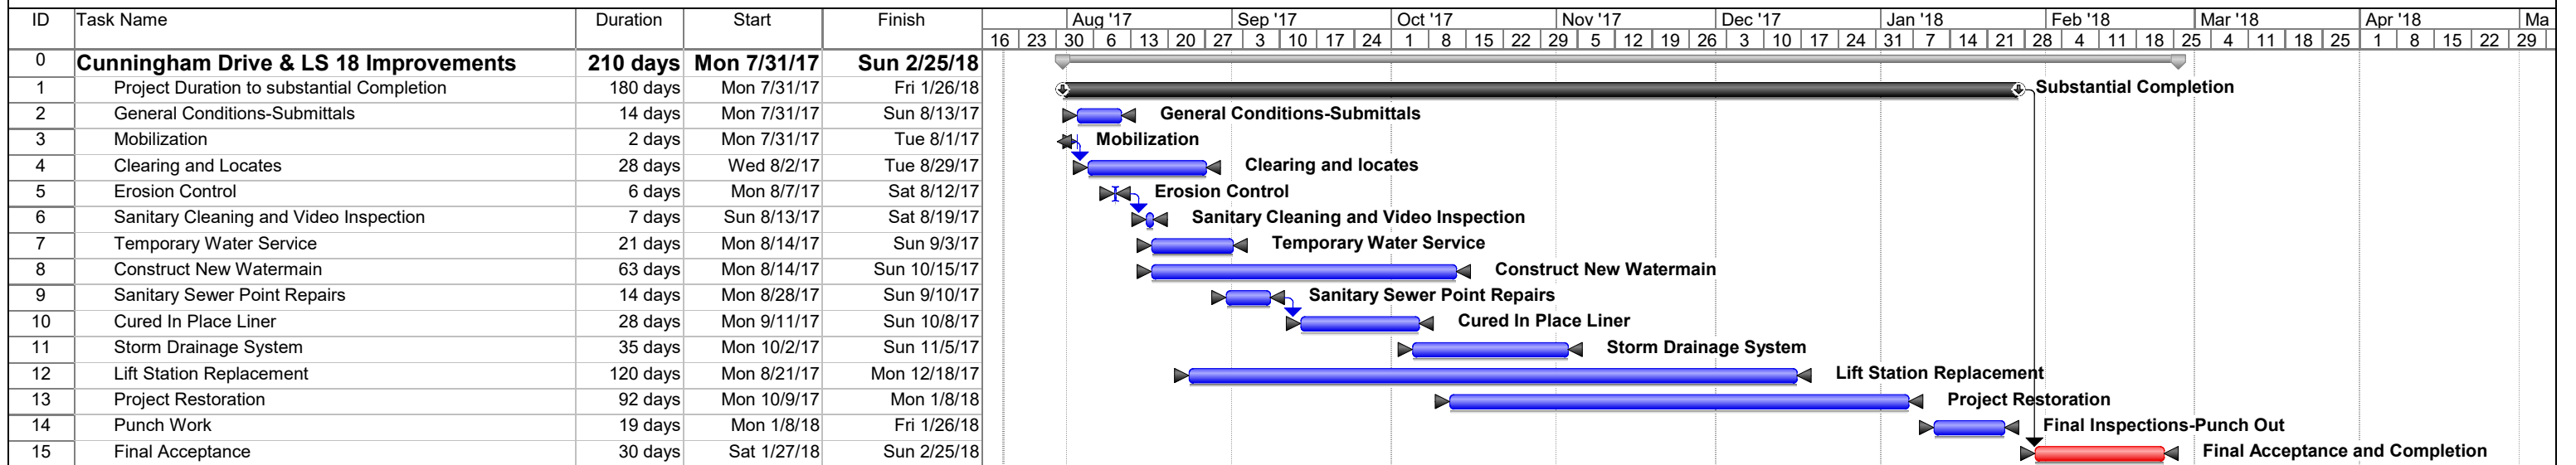 ID Task Name Duration Start Finish Aug '17 Sep '17 Oct '17 Nov '17 Dec '17 Jan '18 Feb '18 Mar '18 Apr '18 Ma
16 23 30 6 13 20 27 3 10 17 24 1 8 15 22 29 5 12 19 26 3 10 17 24 31 7 14 21 28 4 11 18 25 4 11 18 25 1 8 15 22 29
0 Cunningham Drive & LS 18 Improvements 210 days Mon 7/31/17 Sun 2/25/18
1 Project Duration to substantial Completion 180 days Mon 7/31/17 Fri 1/26/18 Substantial Completion
2 General Conditions-Submittals 14 days Mon 7/31/17 Sun 8/13/17 General Conditions-Submittals
3 Mobilization 2 days Mon 7/31/17 Tue 8/1/17 Mobilization
4 Clearing and Locates 28 days Wed 8/2/17 Tue 8/29/17 Clearing and locates
5 Erosion Control 6 days Mon 8/7/17 Sat 8/12/17 Erosion Control
6 Sanitary Cleaning and Video Inspection 7 days Sun 8/13/17 Sat 8/19/17 Sanitary Cleaning and Video Inspection
7 Temporary Water Service 21 days Mon 8/14/17 Sun 9/3/17 Temporary Water Service
8 Construct New Watermain 63 days Mon 8/14/17 Sun 10/15/17 Construct New Watermain
9 Sanitary Sewer Point Repairs 14 days Mon 8/28/17 Sun 9/10/17 Sanitary Sewer Point Repairs
10 Cured In Place Liner 28 days Mon 9/11/17 Sun 10/8/17 Cured In Place Liner
11 Storm Drainage System 35 days Mon 10/2/17 Sun 11/5/17 Storm Drainage System
12 Lift Station Replacement 120 days Mon 8/21/17 Mon 12/18/17 Lift Station Replacement
13 Project Restoration 92 days Mon 10/9/17 Mon 1/8/18 Project Restoration
14 Punch Work 19 days Mon 1/8/18 Fri 1/26/18 Final Inspections-Punch Out
15 Final Acceptance 30 days Sat 1/27/18 Sun 2/25/18 Final Acceptance and Completion